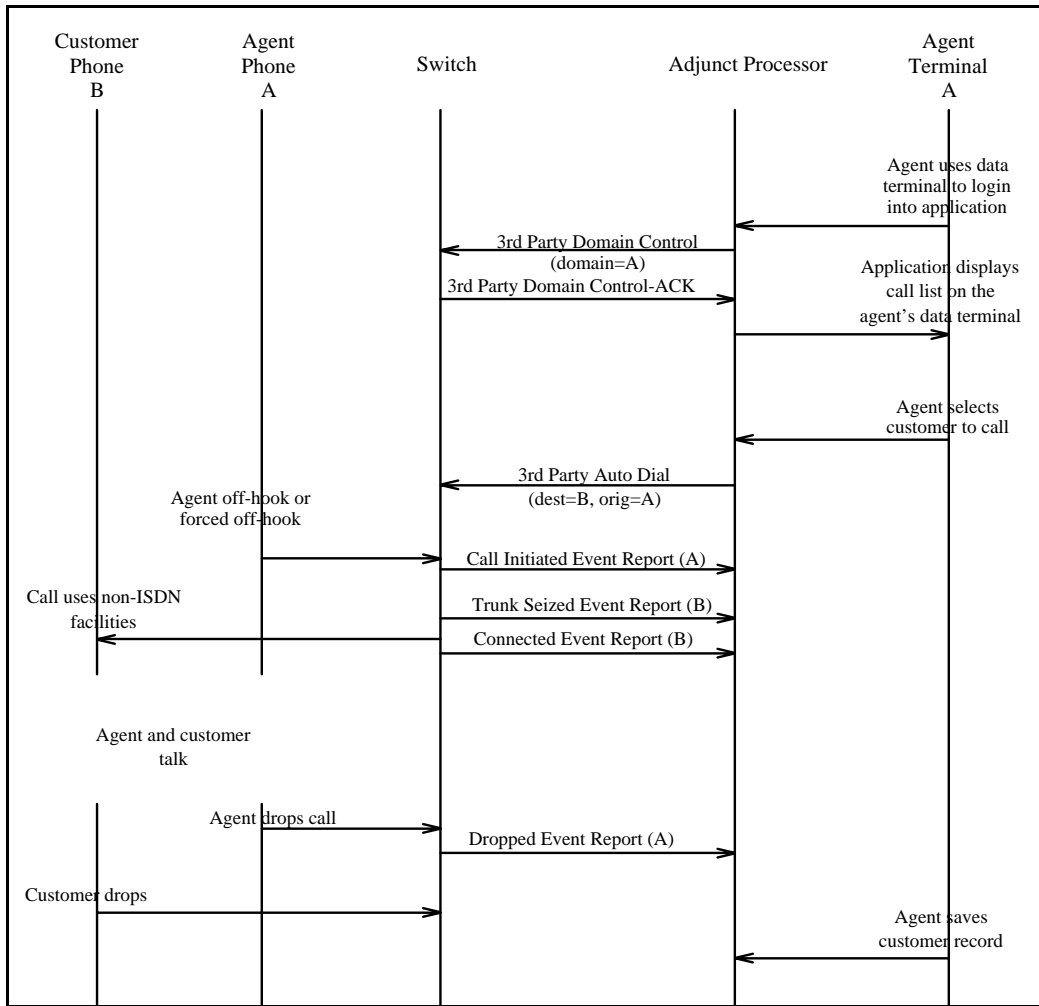 Customer
Phone
B
Agent
Phone
A
Switch
Adjunct Processor
Agent
Terminal
A
Agent uses data
terminal to login
into application
3rd Party Domain Control
(domain=A)
3rd Party Domain Control-ACK
Application displays
call list on the
agent’s data terminal
Agent selects
customer to call
3rd Party Auto Dial
(dest=B, orig=A)
Agent off-hook or
forced off-hook
Call Initiated Event Report (A)
Call uses non-ISDN
facilities
Trunk Seized Event Report (B)
Connected Event Report (B)
Agent and customer
talk
Agent drops call
Dropped Event Report (A)
Customer drops
Agent saves
customer record